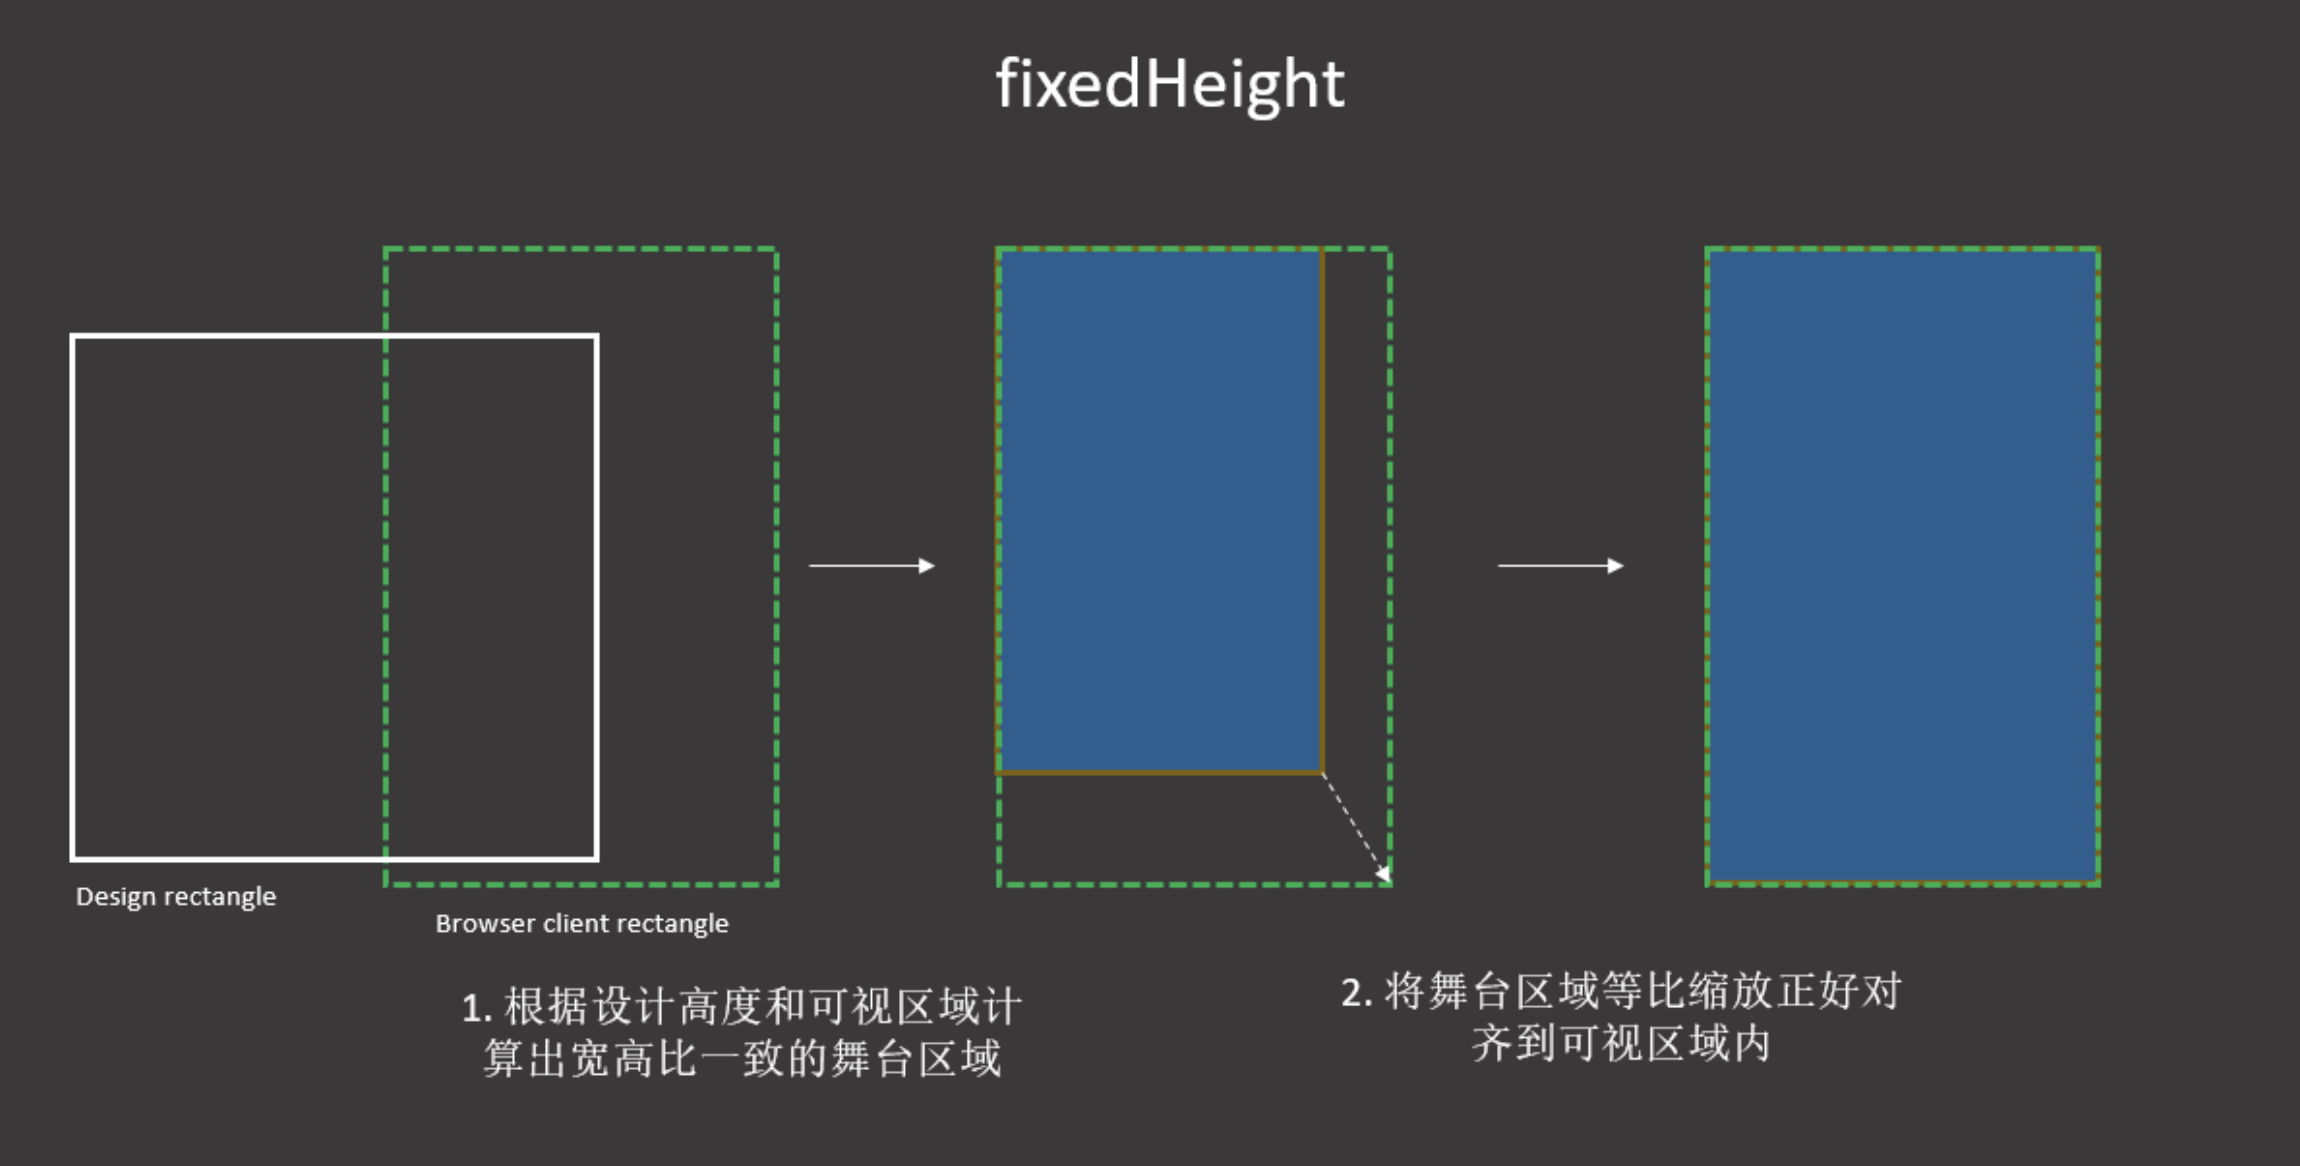 fixedHeight
Design rectangle
Browser client rectangle
1. 根据设计高度和可视区域计
算出宽高比一致的舞台区域
2. 将舞台区域等比缩放正好对
齐到可视区域内